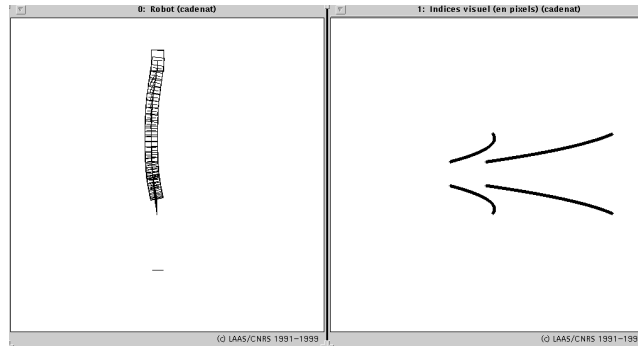 0: Robot (cadenat)
1: Indices visuel (en pixels) (cadenat)
(c) LAAS/CNRS 1991-1999
(c) LAAS/CNRS 1991-199